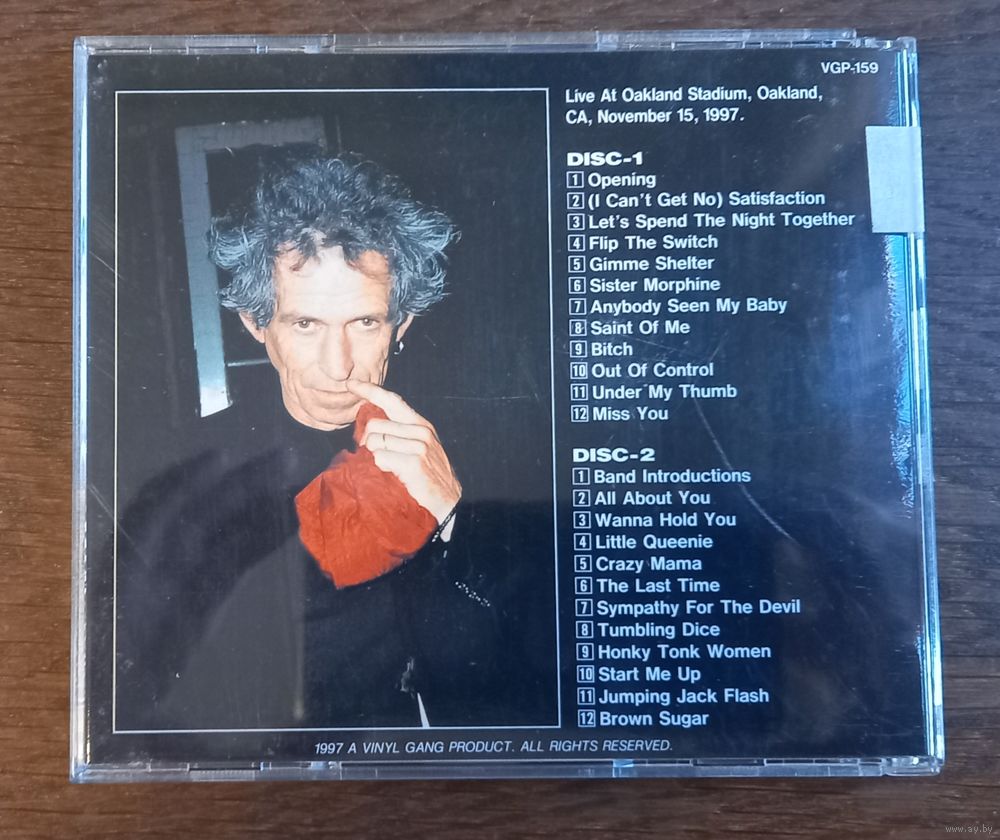 VGP-159
Live At Oakland Stadium, Oakland,
CA, November 15, 1997.
DISC-1
1 Opening
2 (I Can't Get No) Satisfaction
3 Let's Spend The Night Together
4 Flip The Switch
5 Gimme Shelter
6 Sister Morphine
7 Anybody Seen My Baby
8 Saint Of Me
9 Bitch
10 Out Of Control
11 Under My Thumb
12 Miss You
DISC-2
1 Band Introductions
2 All About You
3 Wanna Hold You
4 Little Queenie
5 Crazy Mama
6 The Last Time
7 Sympathy For The Devil
8 Tumbling Dice
9 Honky Tonk Women
10 Start Me Up
11 Jumping Jack Flash
12 Brown Sugar
1997 A VINYL GANG PRODUCT. ALL RIGHTS RESERVED.
www.ay.by